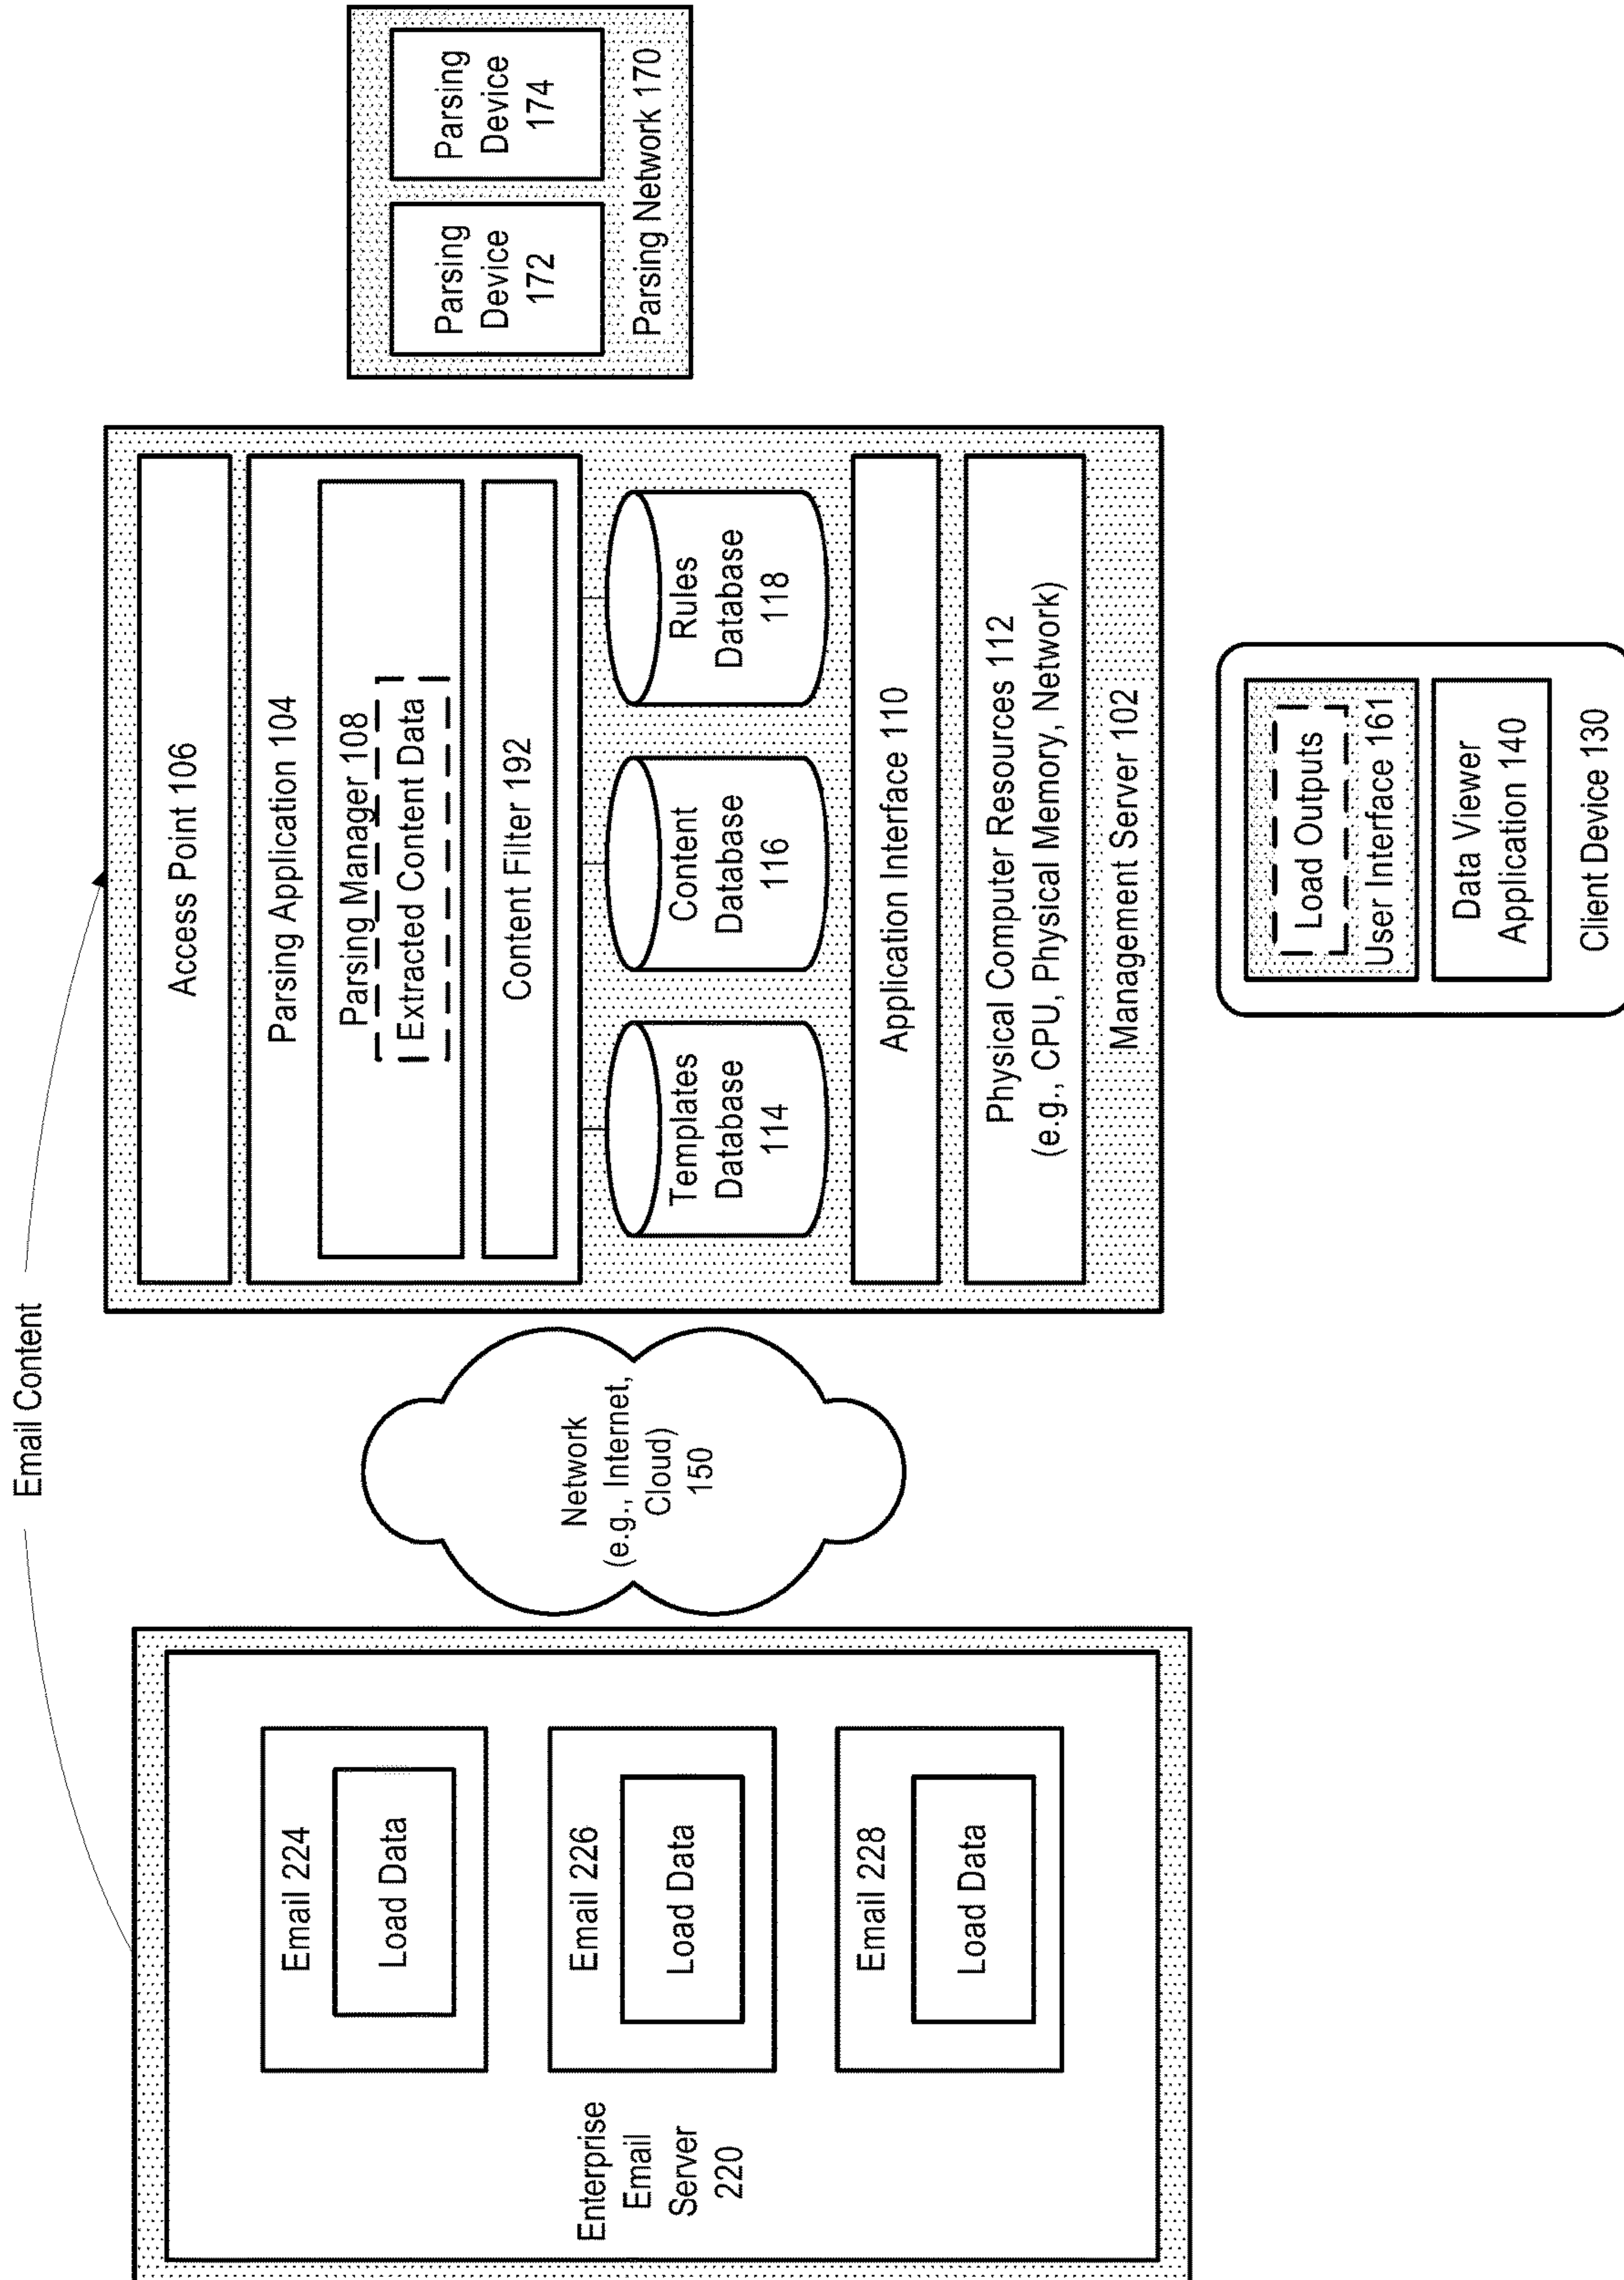 Email Content
Enterprise
Email
Server
220
Email 224
Load Data
Email 226
Load Data
Email 228
Load Data
Network
(e.g., Internet,
Cloud)
150
Access Point 106
Parsing Application 104
Parsing Manager 108
Extracted Content Data
Content Filter 192
Templates
Database
114
Content
Database
116
Rules
Database
118
Application Interface 110
Physical Computer Resources 112
(e.g., CPU, Physical Memory, Network)
Management Server 102
Parsing
Device
172
Parsing
Device
174
Parsing Network 170
Load Outputs
User Interface 161
Data Viewer
Application 140
Client Device 130